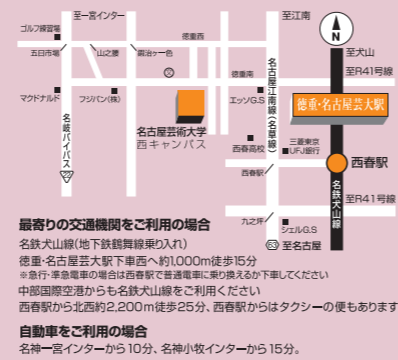 至一宮インター
至江南
N
ゴルフ練習場
徳重西
至犬山
五日市場
山之腰
鍜治ヶ一色
至R41号線
徳重南
マクドナルド
フジパン(株)
エッソG.S
徳重・名古屋芸大駅
名古屋江南線(名草線)
名古屋芸術大学
西キャンパス
西春高校
三菱東京
UFJ銀行
西春駅
西春駅
名岐バイパス
22
名鉄犬山線
至R41号線
九之坪
シェルG.S
63
至名古屋
最寄りの交通機関をご利用の場合
名鉄犬山線(地下鉄鶴舞線乗り入れ)
徳重・名古屋芸大駅下車西へ約1,000m徒歩15分
※急行・準急電車の場合は西春駅で普通電車に乗り換えるか下車してください
中部国際空港からも名鉄犬山線をご利用ください
西春駅から北西約2,200m徒歩25分、西春駅からはタクシーの便もあります
自動車をご利用の場合
名神一宮インターから10分、名神小牧インターから15分。